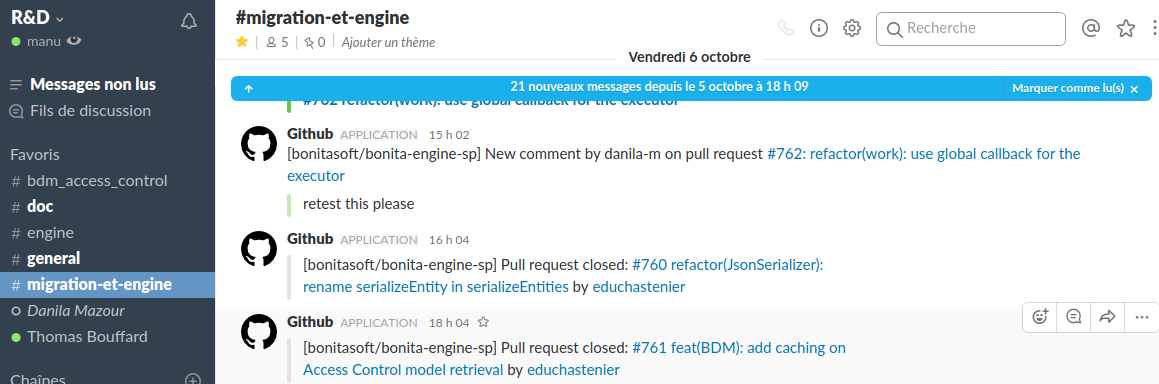 R&D
manu
Messages non lus
Fils de discussion
Favoris
# bdm_access_control
# doc
# engine
# general
# migration-et-engine
Danila Mazour
Thomas Bouffard
Chaînes
#migration-et-engine
5 0 Ajouter un thème
Recherche
Vendredi 6 octobre
21 nouveaux messages depuis le 5 octobre à 18 h 09 Marquer comme lu(s)
#762 refactor(work): use global callback for the executor
Github APPLICATION 15 h 02
[bonitasoft/bonita-engine-sp] New comment by danila-m on pull request #762: refactor(work): use global callback for the
executor
retest this please
Github APPLICATION 16 h 04
[bonitasoft/bonita-engine-sp] Pull request closed: #760 refactor(JsonSerializer):
rename serializeEntity in serializeEntities by educhastenier
Github APPLICATION 18 h 04
[bonitasoft/bonita-engine-sp] Pull request closed: #761 feat(BDM): add caching on
Access Control model retrieval by educhastenier